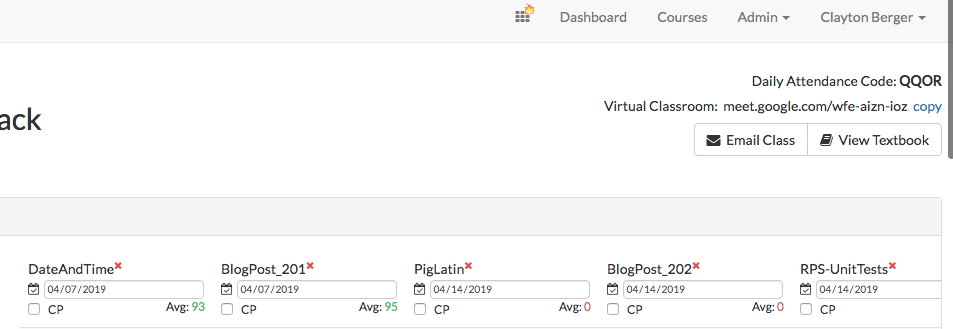 Dashboard Courses Admin Clayton Berger
Daily Attendance Code: QQOR
ack
Virtual Classroom: meet.google.com/wfe-aizn-ioz copy
Email Class View Textbook
DateAndTime BlogPost_201 PigLatin BlogPost_202 RPS-UnitTests
04/07/2019 04/07/2019 04/14/2019 04/14/2019 04/14/2019
CP Avg: 93 CP Avg: 95 CP Avg: 0 CP Avg: 0 CP